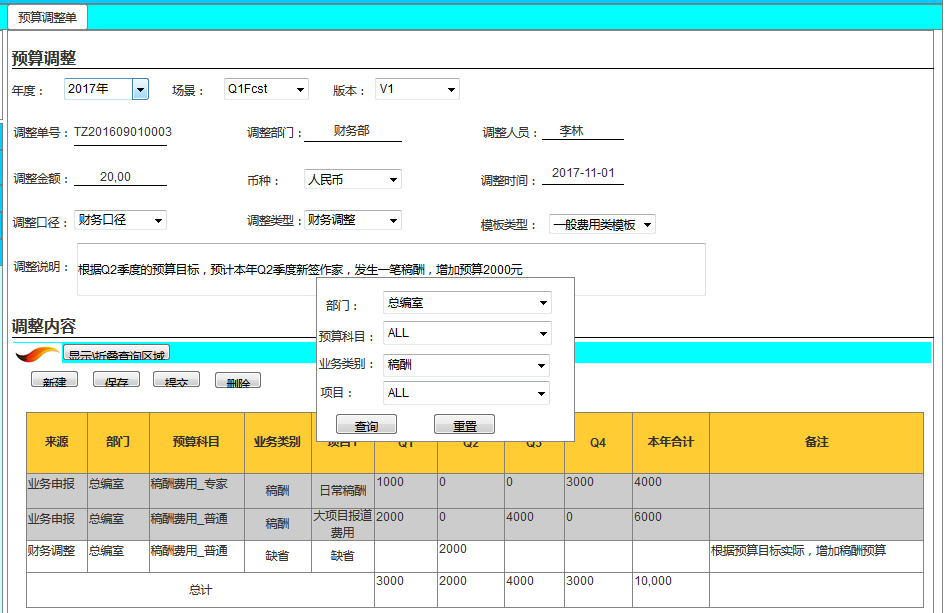 预算调整单
预算调整
年度： 2017年 场景： Q1Fcst 版本： V1
调整单号： TZ201609010003 调整部门： 财务部 调整人员： 李林
调整金额： 20,00 币种： 人民币 调整时间： 2017-11-01
调整口径： 财务口径 调整类型： 财务调整 模板类型： 一般费用类模板
调整说明： 根据Q2季度的预算目标，预计本年Q2季度新签作家，发生一笔稿酬，增加预算2000元
部门： 总编室
预算科目： ALL
业务类别： 稿酬
项目： ALL
查询 重置
调整内容
显示\折叠查询区域
新建 保存 提交 删除
来源 部门 预算科目 业务类别 项目1 Q1 Q2 Q3 Q4 本年合计 备注
业务申报 总编室 稿酬费用_专家 稿酬 日常稿酬 1000 0 0 3000 4000
业务申报 总编室 稿酬费用_普通 稿酬 大项目报道费用 2000 0 4000 0 6000
财务调整 总编室 稿酬费用_普通 缺省 缺省 2000 根据预算目标实际，增加稿酬预算
总计 3000 2000 4000 3000 10,000